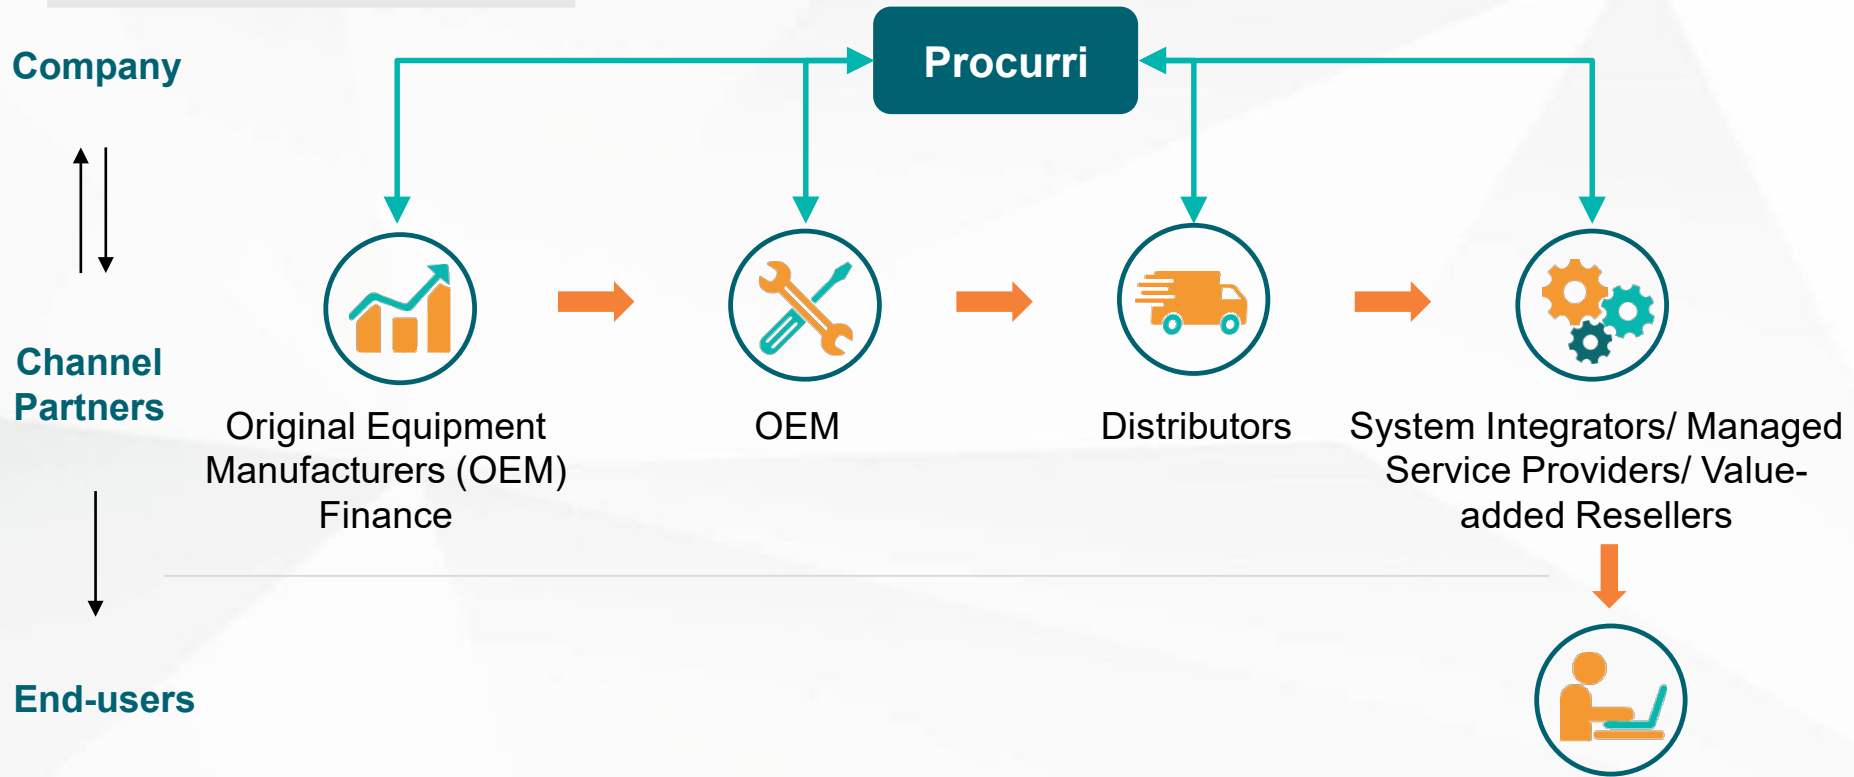 Company
Procurri
Channel
Partners
Original Equipment
Manufacturers (OEM)
Finance
OEM
Distributors
System Integrators/ Managed
Service Providers/ Value-
added Resellers
End-users